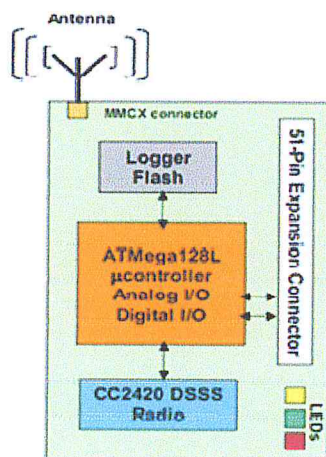 Antenna
MMCX connector
Logger
Flash
51-Pin Expansion Connector
ATMega128L
µcontroller
Analog I/O
Digital I/O
CC2420 DSSS
Radio
LEDs